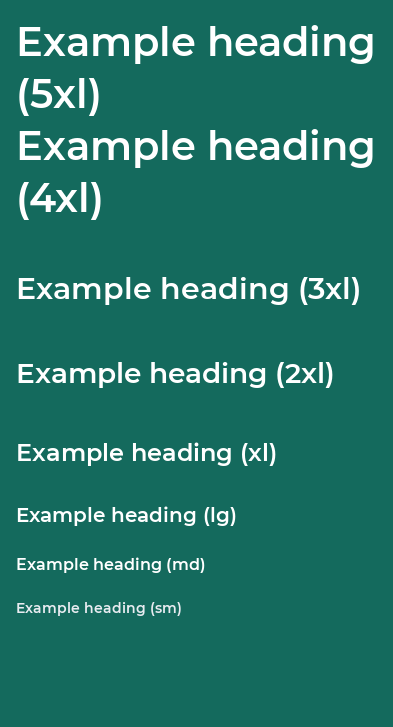 Example heading
(5xl)
Example heading
(4xl)
Example heading (3xl)
Example heading (2xl)
Example heading (xl)
Example heading (lg)
Example heading (md)
Example heading (sm)